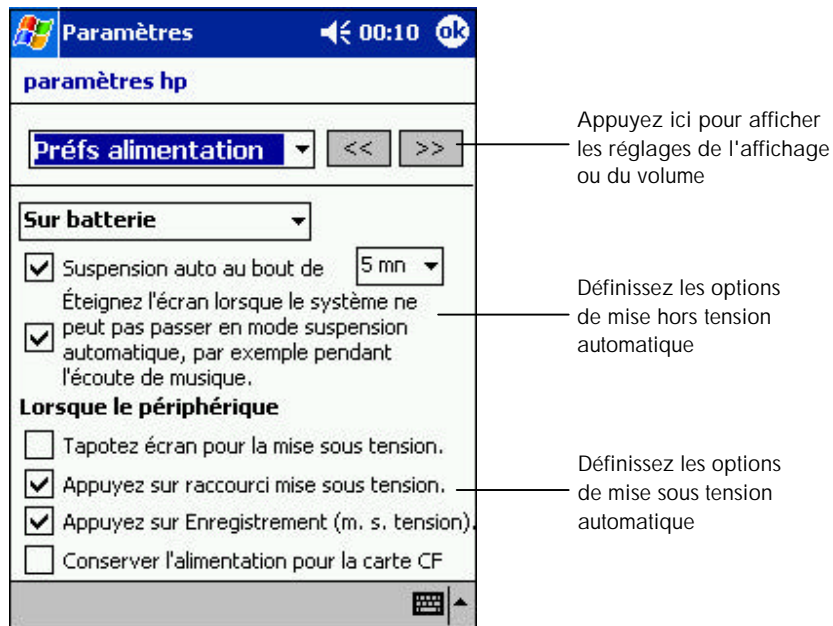 Paramètres 00:10 ok
paramètres hp
Préfs alimentation << >>
Appuyez ici pour afficher
les réglages de l'affichage
ou du volume
Sur batterie
Suspension auto au bout de 5 mn
Éteignez l'écran lorsque le système ne
peut pas passer en mode suspension
automatique, par exemple pendant
l'écoute de musique.
Définissez les options
de mise hors tension
automatique
Lorsque le périphérique
Tapotez écran pour la mise sous tension.
Appuyez sur raccourci mise sous tension.
Appuyez sur Enregistrement (m. s. tension).
Conserver l'alimentation pour la carte CF
Définissez les options
de mise sous tension
automatique